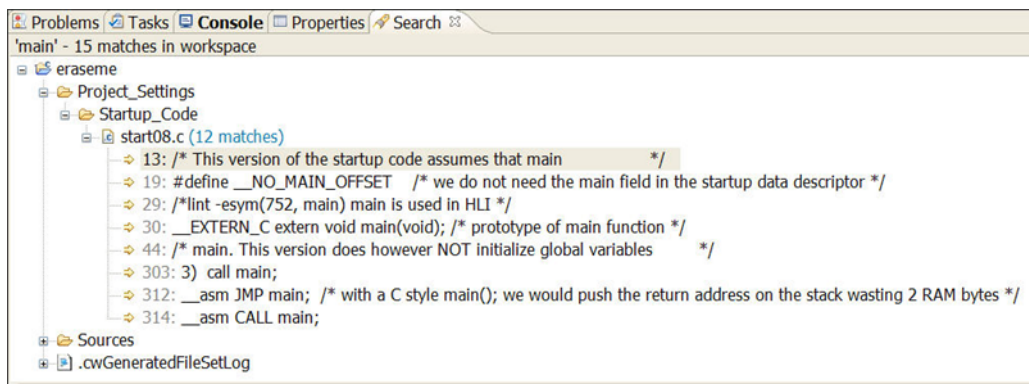 Problems Tasks Console Properties Search
'main' - 15 matches in workspace
eraseme
Project_Settings
Startup_Code
start08.c (12 matches)
13: /* This version of the startup code assumes that main */
19: #define __NO_MAIN_OFFSET /* we do not need the main field in the startup data descriptor */
29: /*lint -esym(752, main) main is used in HLI */
30: __EXTERN_C extern void main(void); /* prototype of main function */
44: /* main. This version does however NOT initialize global variables */
303: 3) call main;
312: __asm JMP main; /* with a C style main(); we would push the return address on the stack wasting 2 RAM bytes */
314: __asm CALL main;
Sources
.cwGeneratedFileSetLog